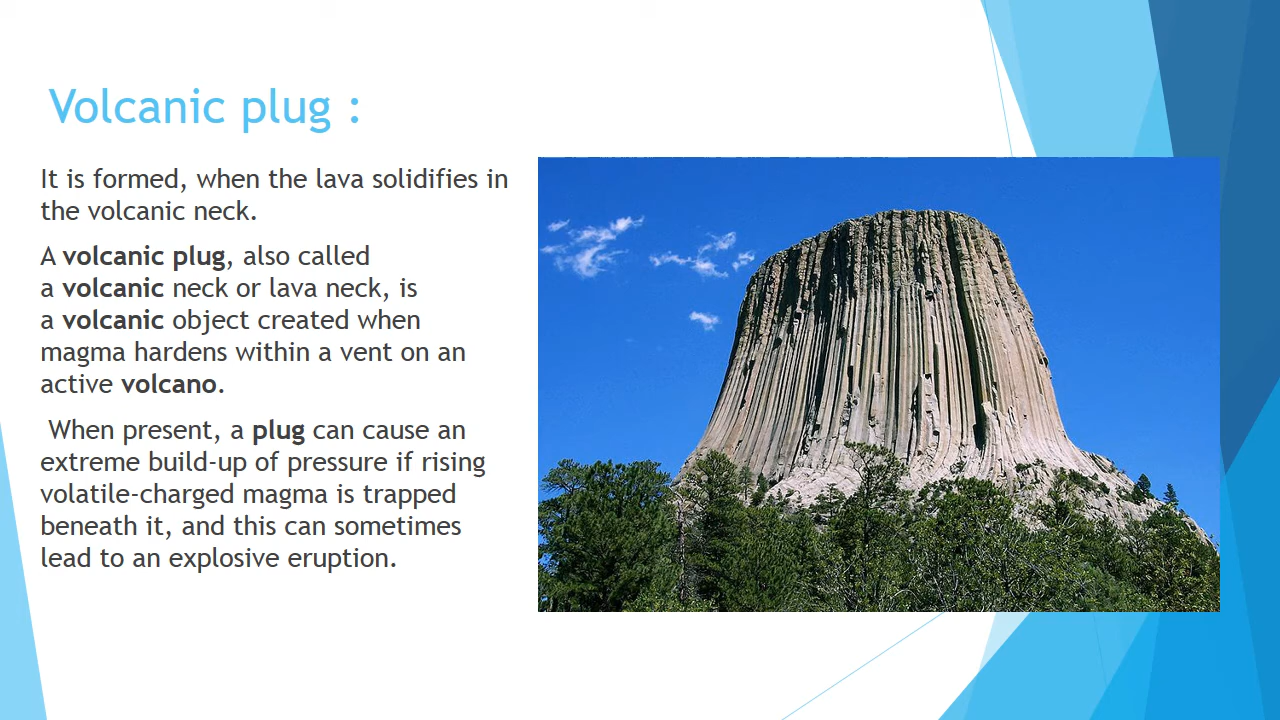 Volcanic plug :
It is formed, when the lava solidifies in
the volcanic neck.
A volcanic plug, also called
a volcanic neck or lava neck, is
a volcanic object created when
magma hardens within a vent on an
active volcano.
When present, a plug can cause an
extreme build-up of pressure if rising
volatile-charged magma is trapped
beneath it, and this can sometimes
lead to an explosive eruption.